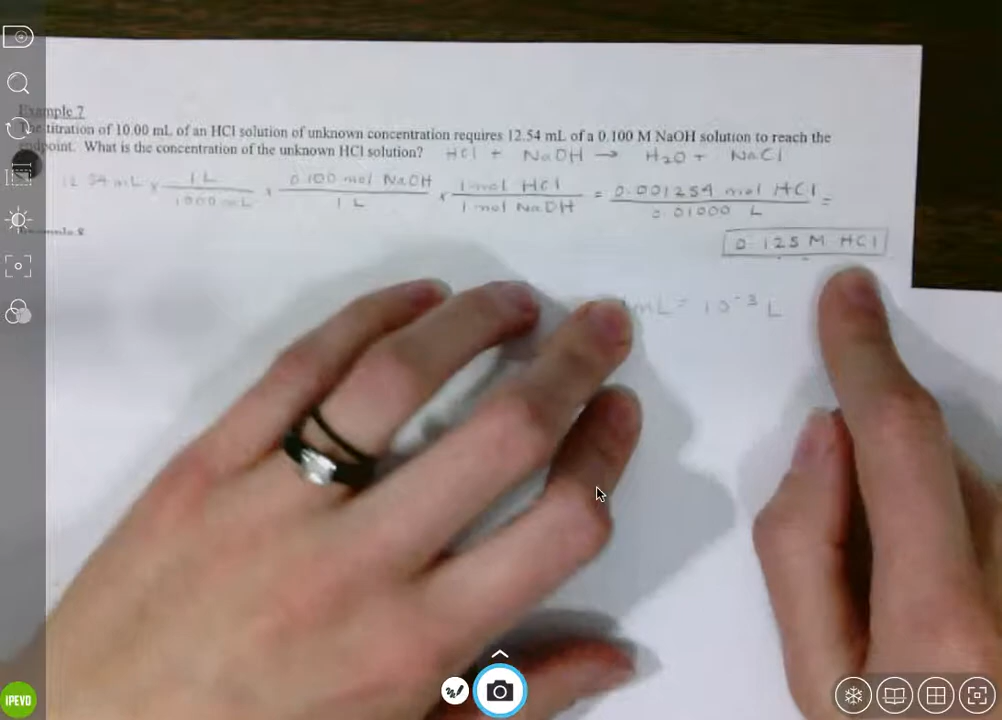 Example 7
The titration of 10.00 mL of an HCl solution of unknown concentration requires 12.54 mL of a 0.100 M NaOH solution to reach the
endpoint. What is the concentration of the unknown HCl solution? HCl + NaOH → H₂O + NaCl
12.54 mL × 1 L / 1000 mL × 0.100 mol NaOH / 1 L × 1 mol HCl / 1 mol NaOH = 0.001254 mol HCl / 0.01000 L =
Example 8
0.125 M HCl
mL = 10⁻³ L
IPEVO